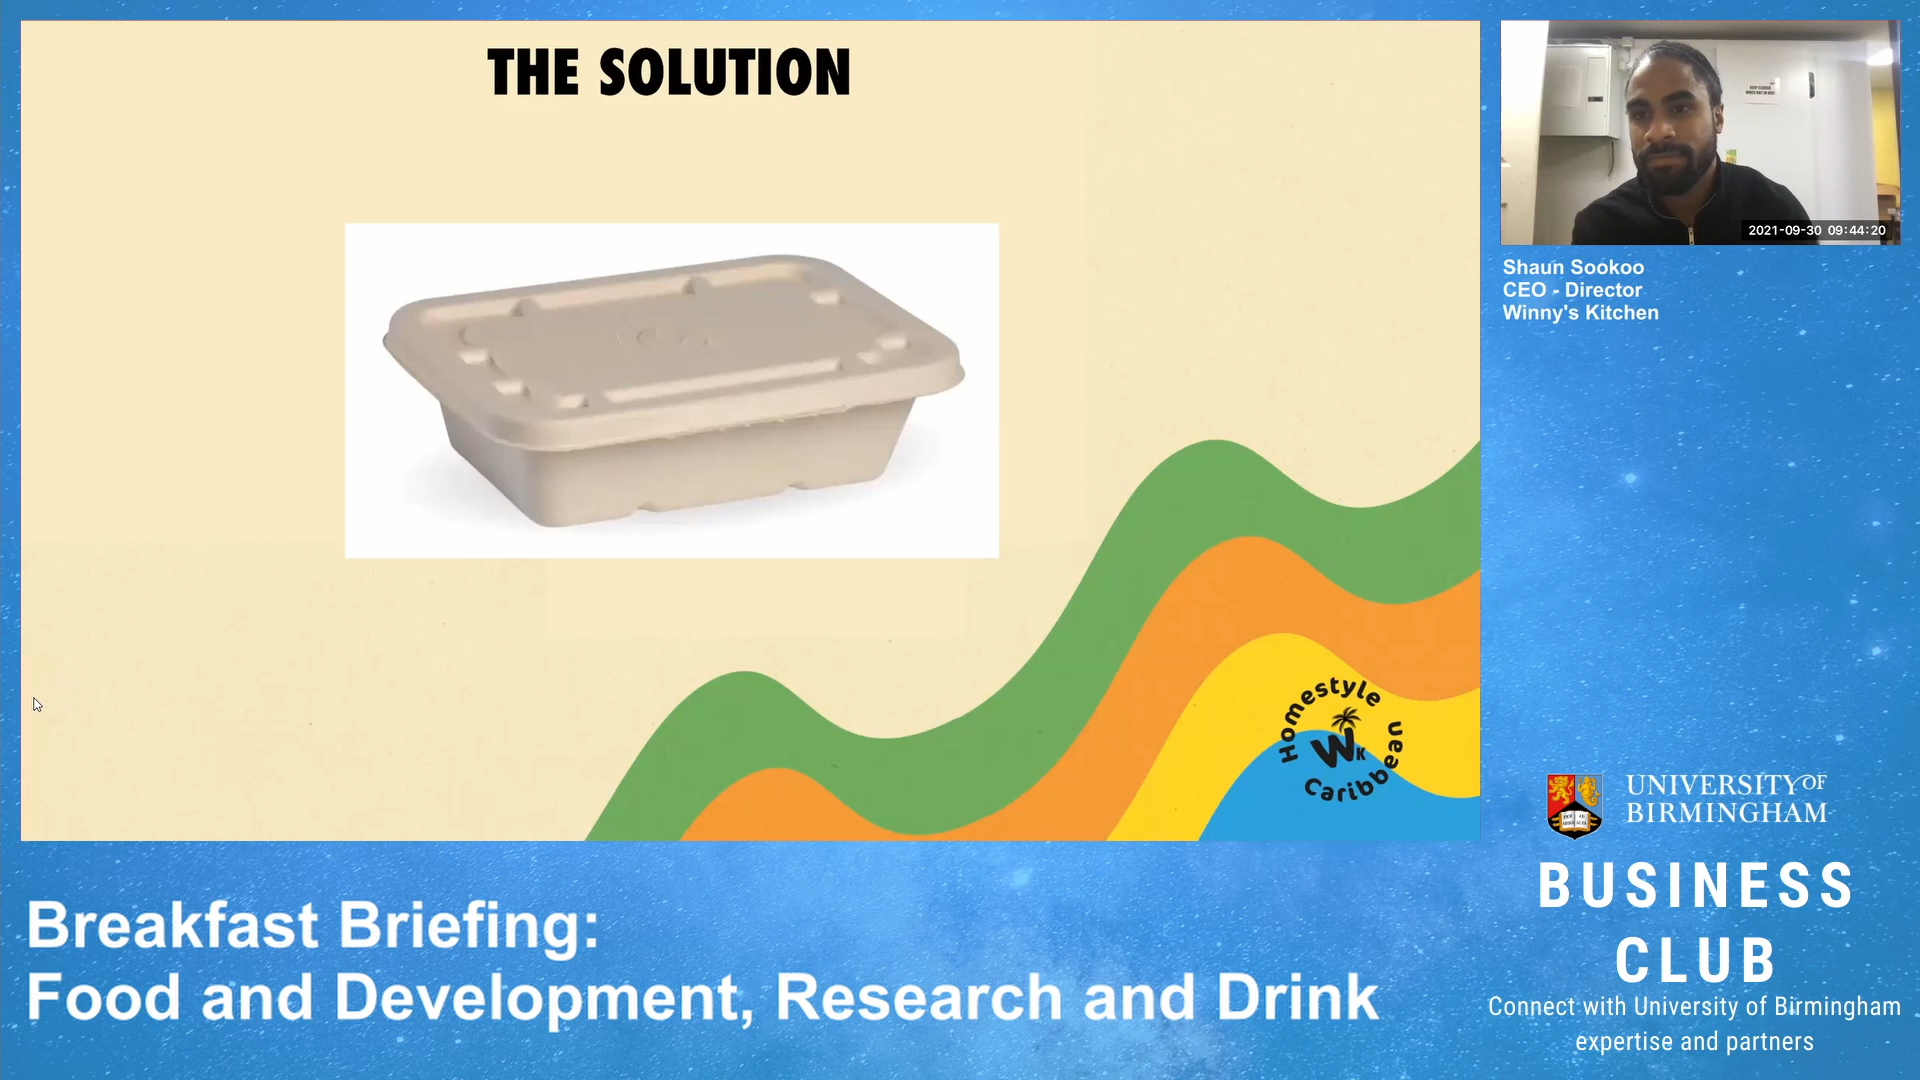 THE SOLUTION
Homestyle
WK
Caribbean
2021-09-30 09:44:20
Shaun Sookoo
CEO - Director
Winny's Kitchen
UNIVERSITY OF
BIRMINGHAM
BUSINESS
CLUB
Connect with University of Birmingham
expertise and partners
Breakfast Briefing:
Food and Development, Research and Drink